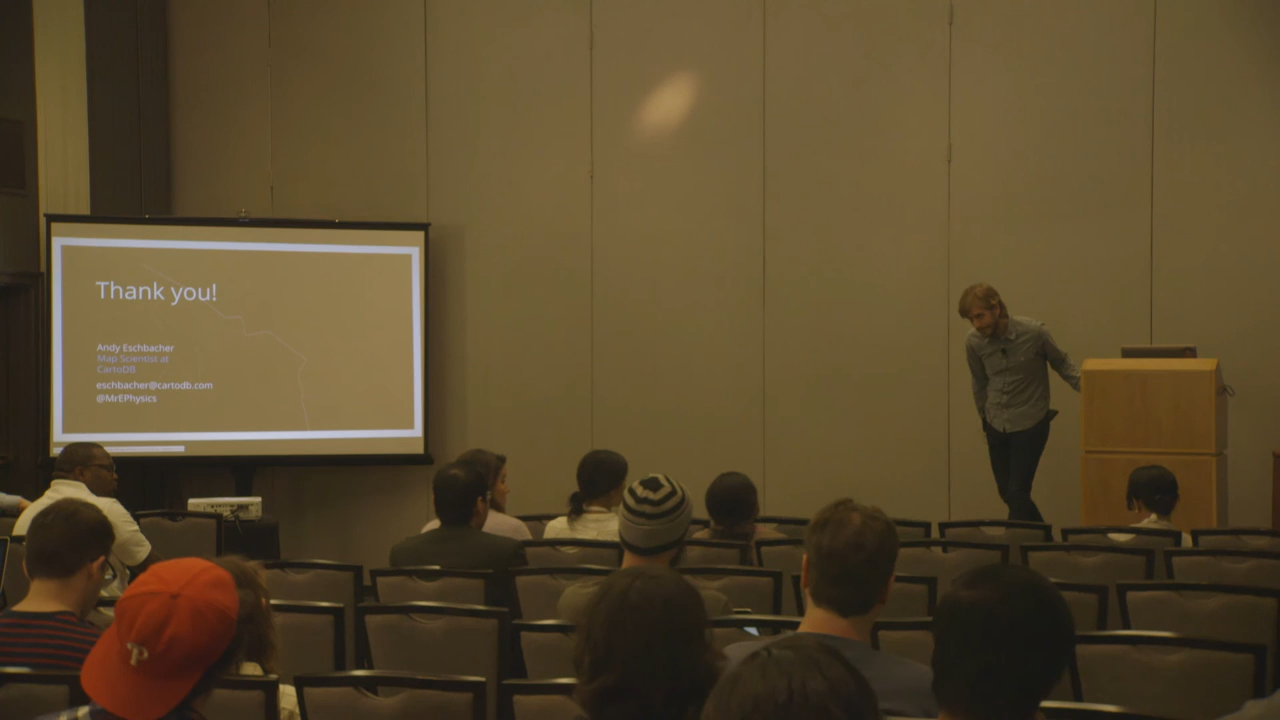 Thank you!
Andy Eschbacher
Map Scientist at
CartoDB
eschbacher@cartodb.com
@MrEPhysics
P